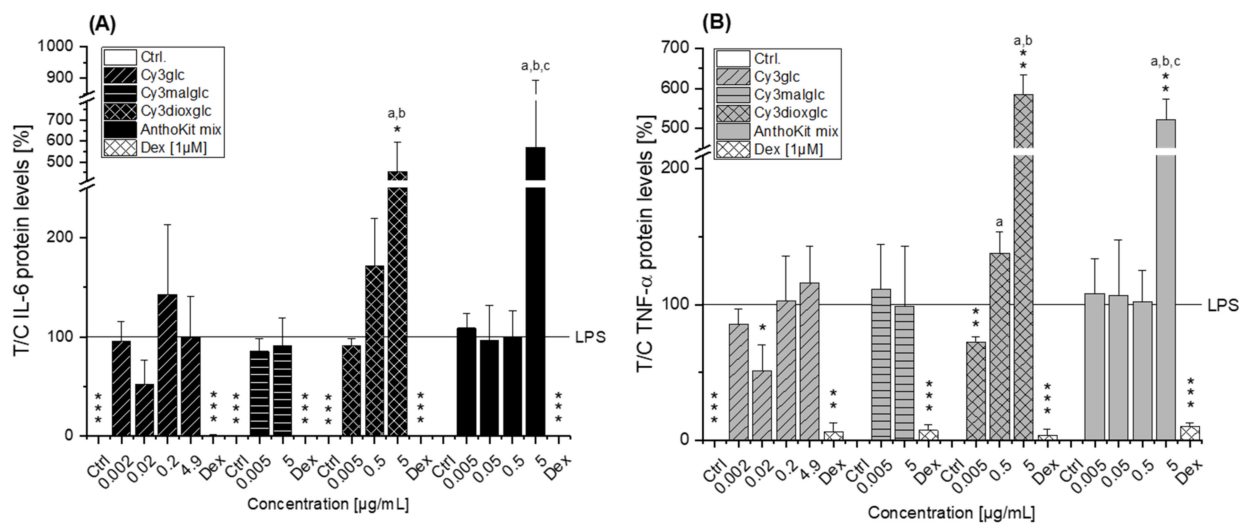 (A)
T/C IL-6 protein levels [%]
1000
900
800
700
600
500
200
100
0
Ctrl.
Cy3glc
Cy3malglc
Cy3dioxglc
AnthoKit mix
Dex [1µM]
a,b
*
a,b,c
LPS
***
***
***
***
***
***
***
Ctrl
0.002
0.02
0.2
4.9
Dex
Ctrl
0.005
5
Dex
Ctrl
0.005
0.5
5
Dex
Ctrl
0.005
0.05
0.5
5
Dex
Concentration [µg/mL]
(B)
T/C TNF-α protein levels [%]
700
600
500
200
100
0
Ctrl.
Cy3glc
Cy3malglc
Cy3dioxglc
AnthoKit mix
Dex [1µM]
a,b
**
a,b,c
**
a
LPS
***
*
**
***
**
***
***
Ctrl
0.002
0.02
0.2
4.9
Dex
Ctrl
0.005
5
Dex
Ctrl
0.005
0.5
5
Dex
Ctrl
0.005
0.05
0.5
5
Dex
Concentration [µg/mL]